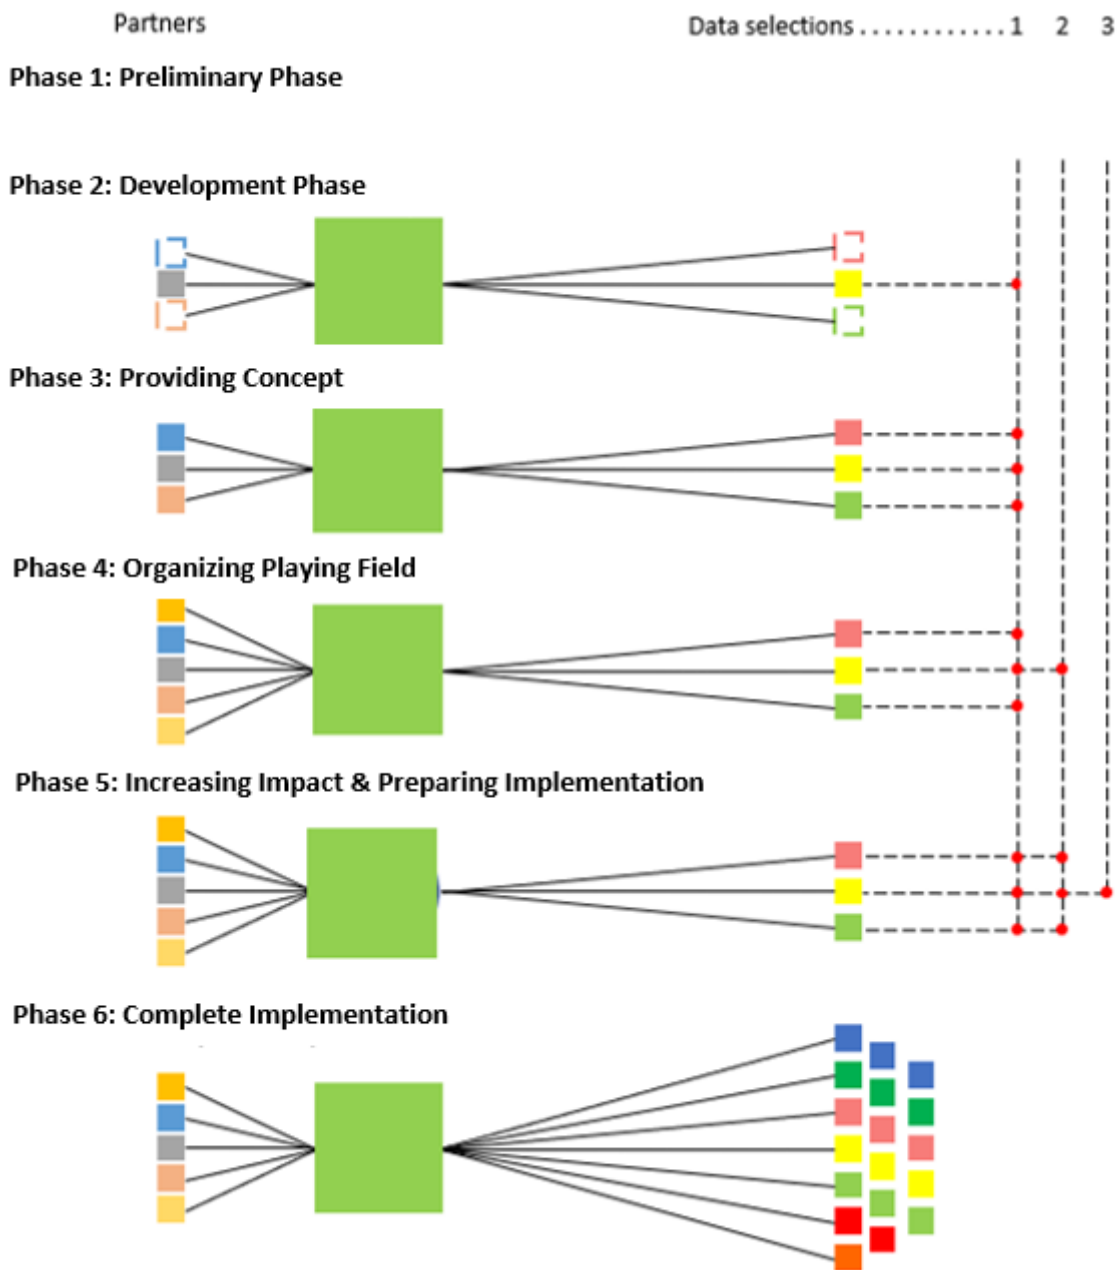 Partners
Data selections . . . . . . . . . . . . 1 2 3
Phase 1: Preliminary Phase
Phase 2: Development Phase
Phase 3: Providing Concept
Phase 4: Organizing Playing Field
Phase 5: Increasing Impact & Preparing Implementation
Phase 6: Complete Implementation